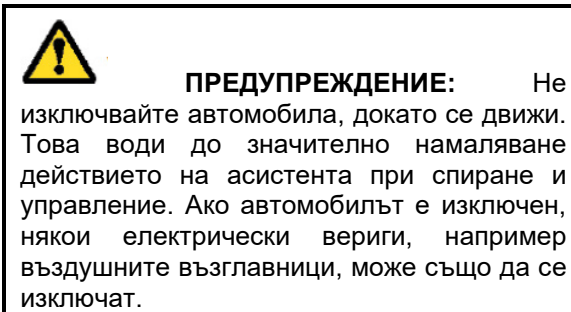 ПРЕДУПРЕЖДЕНИЕ: Не
изключвайте автомобила, докато се движи.
Това води до значително намаляване
действието на асистента при спиране и
управление. Ако автомобилът е изключен,
някои електрически вериги, например
въздушните възглавници, може също да се
изключат.